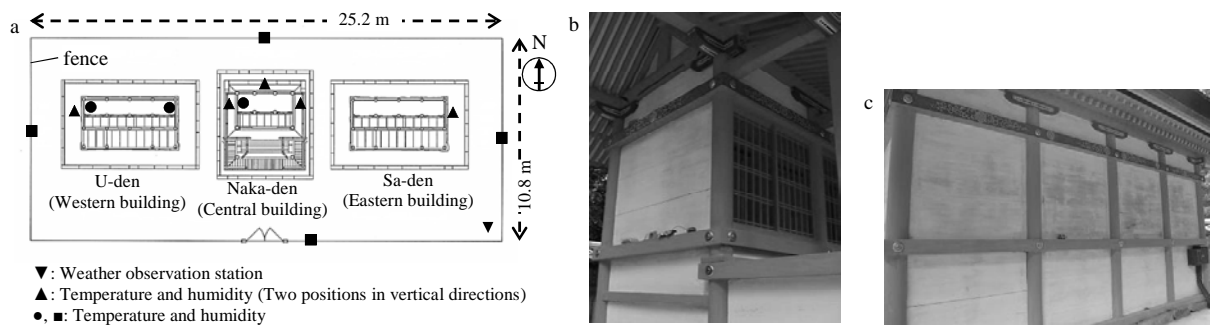 a
25.2 m
b
N
fence
c
10.8 m
U-den
(Western building)
Naka-den
(Central building)
Sa-den
(Eastern building)
▼: Weather observation station
▲: Temperature and humidity (Two positions in vertical directions)
●, ■: Temperature and humidity